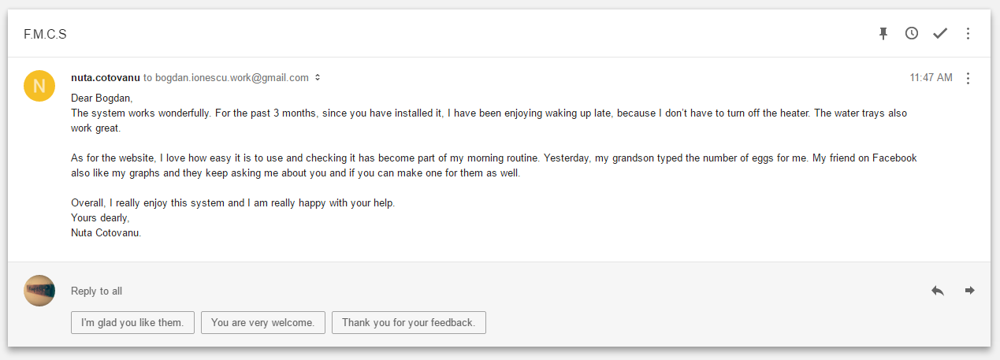 F.M.C.S
N
nuta.cotovanu to bogdan.ionescu.work@gmail.com
11:47 AM
Dear Bogdan,
The system works wonderfully. For the past 3 months, since you have installed it, I have been enjoying waking up late, because I don't have to turn off the heater. The water trays also
work great.
As for the website, I love how easy it is to use and checking it has become part of my morning routine. Yesterday, my grandson typed the number of eggs for me. My friend on Facebook
also like my graphs and they keep asking me about you and if you can make one for them as well.
Overall, I really enjoy this system and I am really happy with your help.
Yours dearly,
Nuta Cotovanu.
Reply to all
I'm glad you like them.
You are very welcome.
Thank you for your feedback.